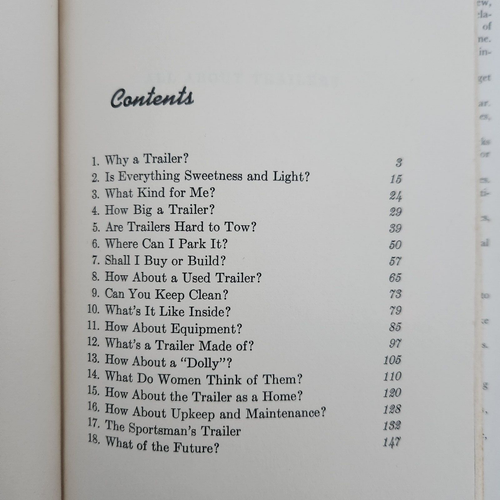 Contents
1. Why a Trailer? 3
2. Is Everything Sweetness and Light? 15
3. What Kind for Me? 24
4. How Big a Trailer? 29
5. Are Trailers Hard to Tow? 39
6. Where Can I Park It? 50
7. Shall I Buy or Build? 57
8. How About a Used Trailer? 65
9. Can You Keep Clean? 73
10. What's It Like Inside? 79
11. How About Equipment? 85
12. What's a Trailer Made of? 97
13. How About a "Dolly"? 105
14. What Do Women Think of Them? 110
15. How About the Trailer as a Home? 120
16. How About Upkeep and Maintenance? 128
17. The Sportsman's Trailer 132
18. What of the Future? 147